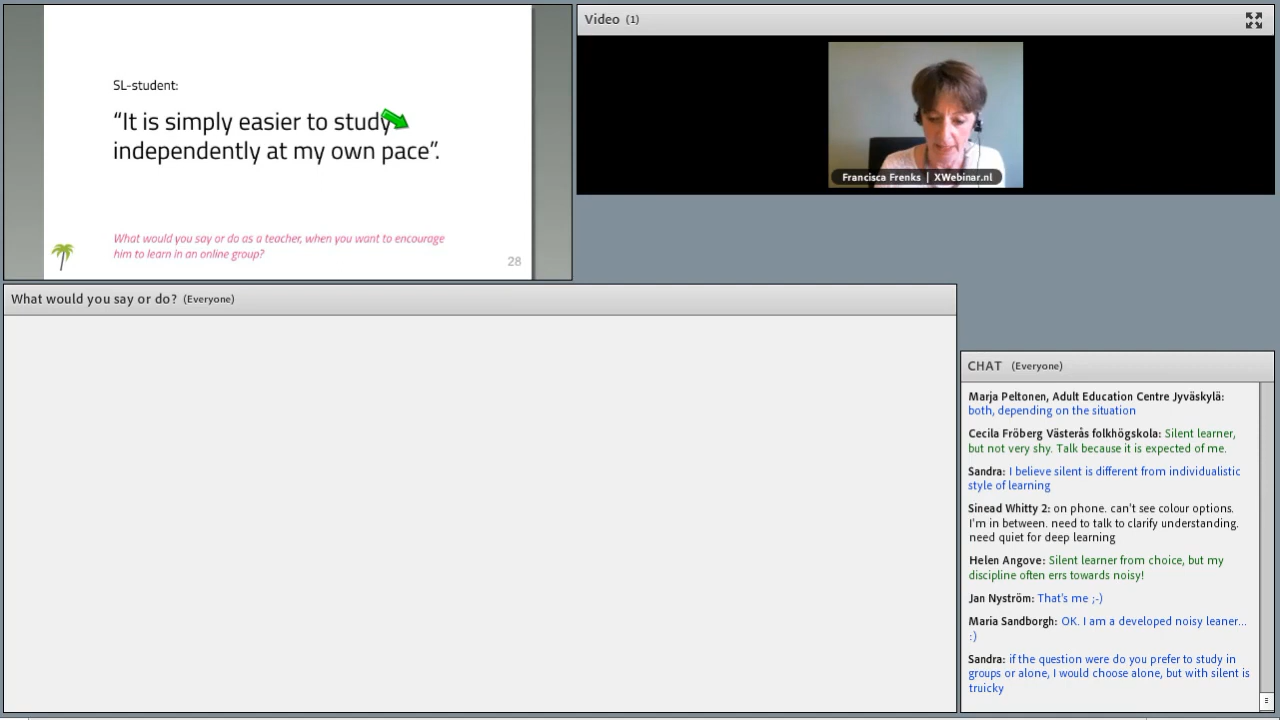 SL-student:
“It is simply easier to study
independently at my own pace”.
What would you say or do as a teacher, when you want to encourage
him to learn in an online group?
28
Video (1)
Francisca Frenks | XWebinar.nl
What would you say or do? (Everyone)
CHAT (Everyone)
Marja Peltonen, Adult Education Centre Jyväskylä:
both, depending on the situation
Cecila Fröberg Västerås folkhögskola: Silent learner,
but not very shy. Talk because it is expected of me.
Sandra: I believe silent is different from individualistic
style of learning
Sinead Whitty 2: on phone. can't see colour options.
I'm in between. need to talk to clarify understanding.
need quiet for deep learning
Helen Angove: Silent learner from choice, but my
discipline often errs towards noisy!
Jan Nyström: That's me ;-)
Maria Sandborgh: OK. I am a developed noisy leaner...
:)
Sandra: if the question were do you prefer to study in
groups or alone, I would choose alone, but with silent is
truicky